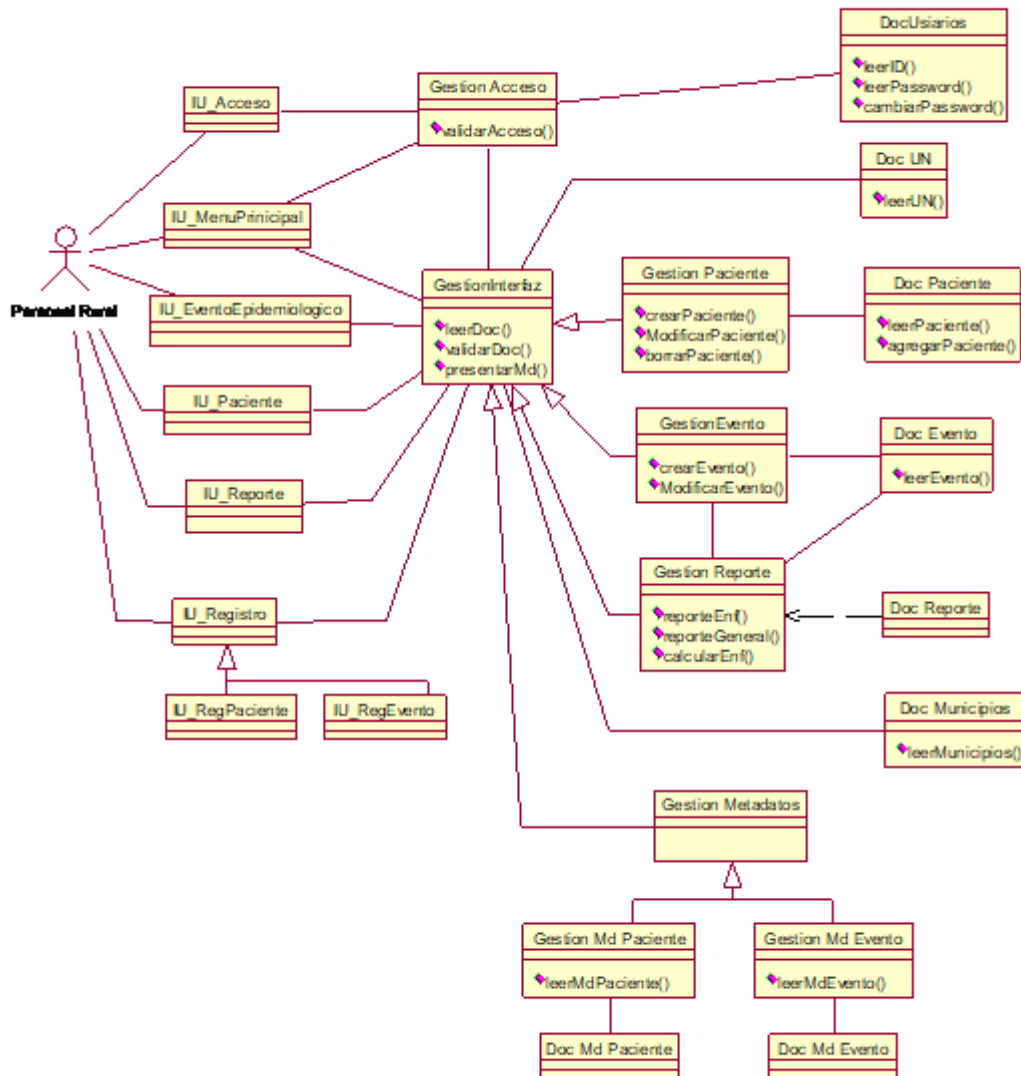 DocUsiarios
leerID()
leerPassword()
cambiarPassword()
Gestion Acceso
validarAcceso()
IU_Acceso
Doc UN
leerUN()
IU_MenuPrinicipal
Personal Rural
IU_EventoEpidemiologico
GestionInterfaz
leerDoc()
validarDoc()
presentarMd()
Gestion Paciente
crearPaciente()
ModificarPaciente()
borrarPaciente()
Doc Paciente
leerPaciente()
agregarPaciente()
IU_Paciente
GestionEvento
crearEvento()
ModificarEvento()
Doc Evento
leerEvento()
IU_Reporte
Gestion Reporte
reporteEnf()
reporteGeneral()
calcularEnf()
Doc Reporte
IU_Registro
IU_RegPaciente
IU_RegEvento
Doc Municipios
leerMunicipios()
Gestion Metadatos
Gestion Md Paciente
leerMdPaciente()
Gestion Md Evento
leerMdEvento()
Doc Md Paciente
Doc Md Evento